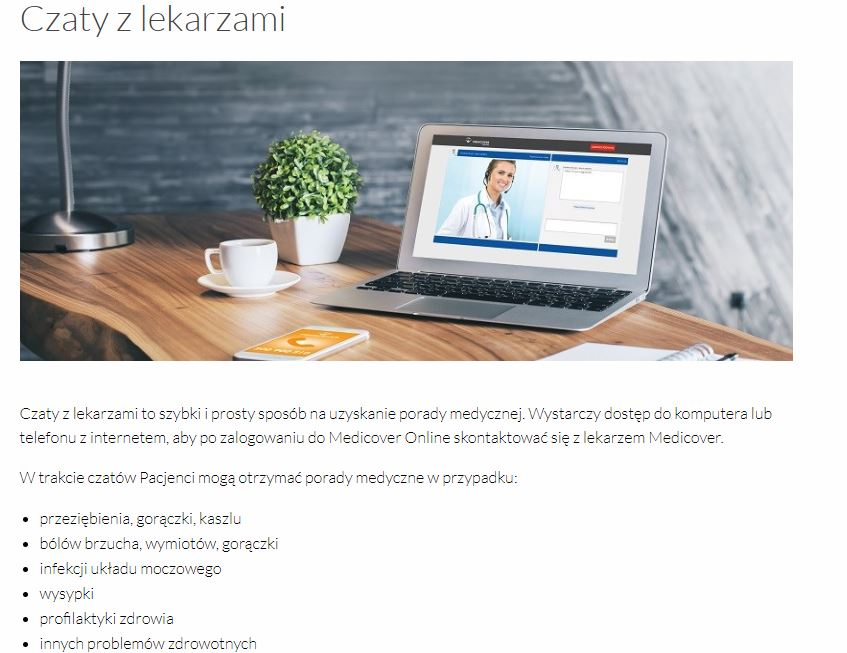 Czaty z lekarzami
Czaty z lekarzami to szybki i prosty sposób na uzyskanie porady medycznej. Wystarczy dostęp do komputera lub
telefonu z internetem, aby po zalogowaniu do Medicover Online skontaktować się z lekarzem Medicover.
W trakcie czatów Pacjenci mogą otrzymać porady medyczne w przypadku:
przeziębienia, gorączki, kaszlu
bólów brzucha, wymiotów, gorączki
infekcji układu moczowego
wysypki
profilaktyki zdrowia
innych problemów zdrowotnych